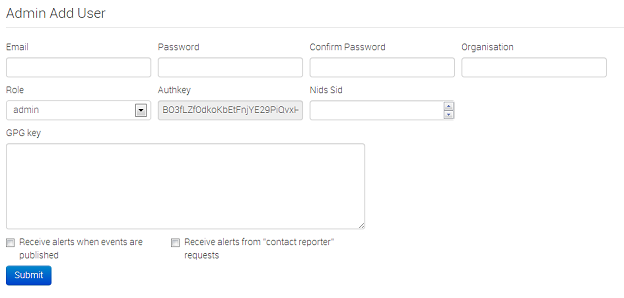 Admin Add User
Email Password Confirm Password Organisation
Role Authkey Nids Sid
admin
GPG key
Receive alerts when events are
published
Receive alerts from "contact reporter"
requests
Submit